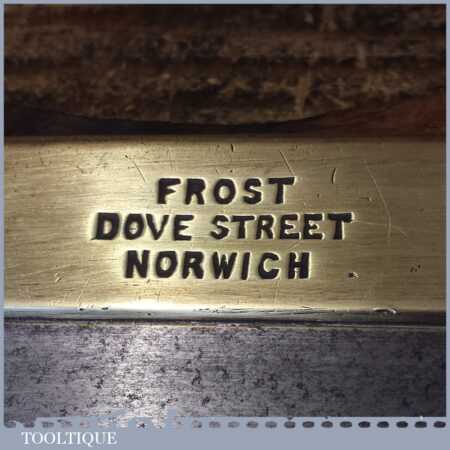 FROST
DOVE STREET
NORWICH
TOOLTIQUE